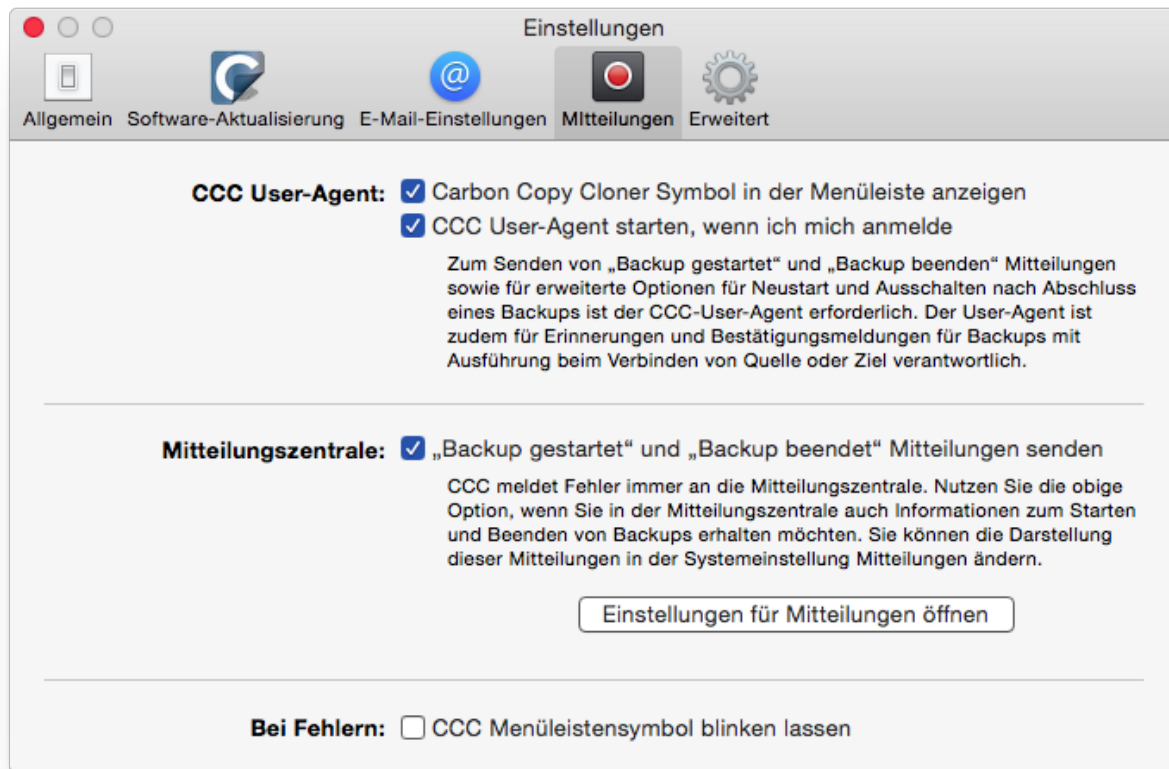 Einstellungen
Allgemein Software-Aktualisierung E-Mail-Einstellungen MItteilungen Erweitert
CCC User-Agent: Carbon Copy Cloner Symbol in der Menüleiste anzeigen
CCC User-Agent starten, wenn ich mich anmelde
Zum Senden von „Backup gestartet“ und „Backup beenden“ Mitteilungen
sowie für erweiterte Optionen für Neustart und Ausschalten nach Abschluss
eines Backups ist der CCC-User-Agent erforderlich. Der User-Agent ist
zudem für Erinnerungen und Bestätigungsmeldungen für Backups mit
Ausführung beim Verbinden von Quelle oder Ziel verantwortlich.
Mitteilungszentrale: „Backup gestartet“ und „Backup beendet“ Mitteilungen senden
CCC meldet Fehler immer an die Mitteilungszentrale. Nutzen Sie die obige
Option, wenn Sie in der Mitteilungszentrale auch Informationen zum Starten
und Beenden von Backups erhalten möchten. Sie können die Darstellung
dieser Mitteilungen in der Systemeinstellung Mitteilungen ändern.
Einstellungen für Mitteilungen öffnen
Bei Fehlern: CCC Menüleistensymbol blinken lassen